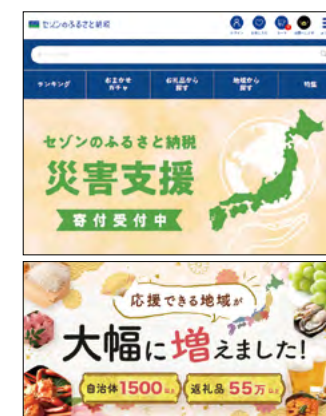 セゾンのふるさと納税
ランキング
おまかせ
ガチャ
お礼品から
探す
地域から
探す
特集
セゾンのふるさと納税
災害支援
寄付受付中
応援できる地域が
大幅に増えました!
自治体1500以上
返礼品55万以上